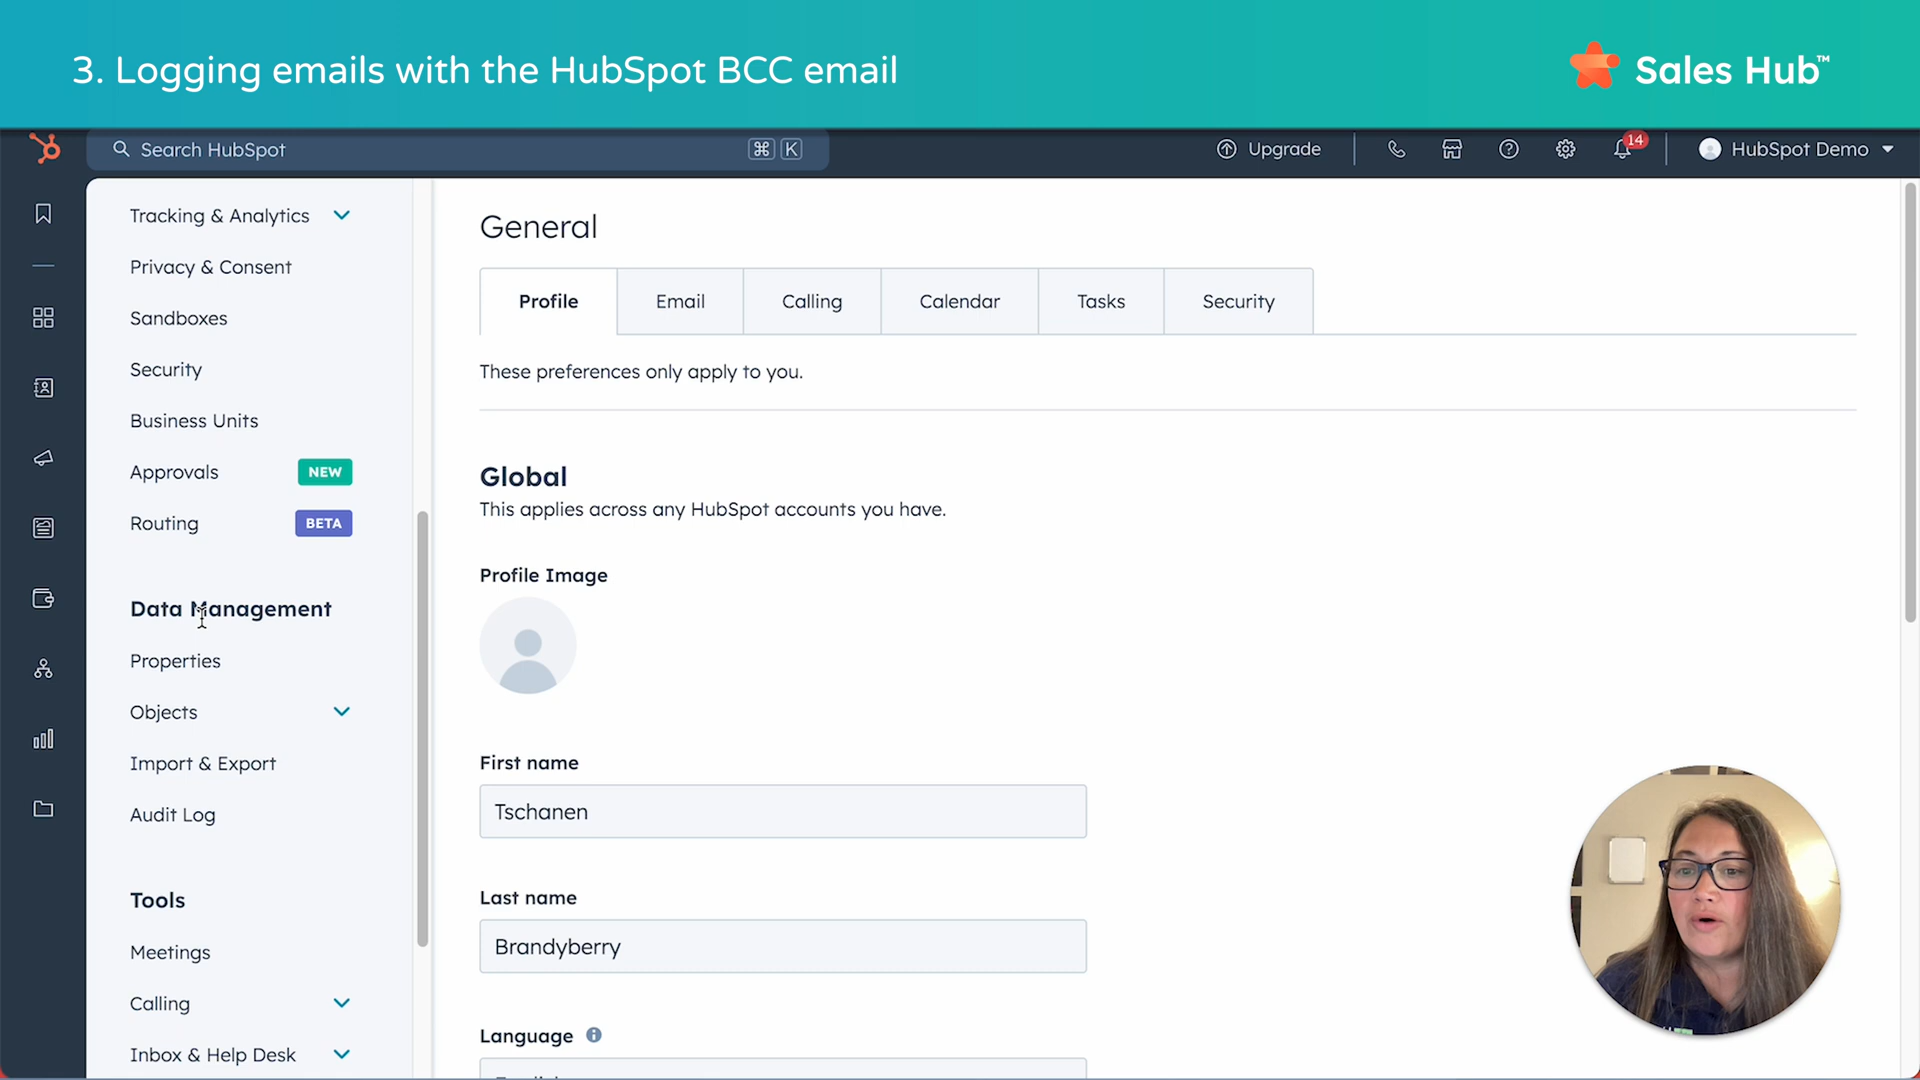 3. Logging emails with the HubSpot BCC email
Sales Hub™
Search HubSpot
⌘ K
Upgrade
14
HubSpot Demo
Tracking & Analytics
Privacy & Consent
Sandboxes
Security
Business Units
Approvals NEW
Routing BETA
Data Management
Properties
Objects
Import & Export
Audit Log
Tools
Meetings
Calling
Inbox & Help Desk
General
Profile
Email
Calling
Calendar
Tasks
Security
These preferences only apply to you.
Global
This applies across any HubSpot accounts you have.
Profile Image
First name
Tschanen
Last name
Brandyberry
Language